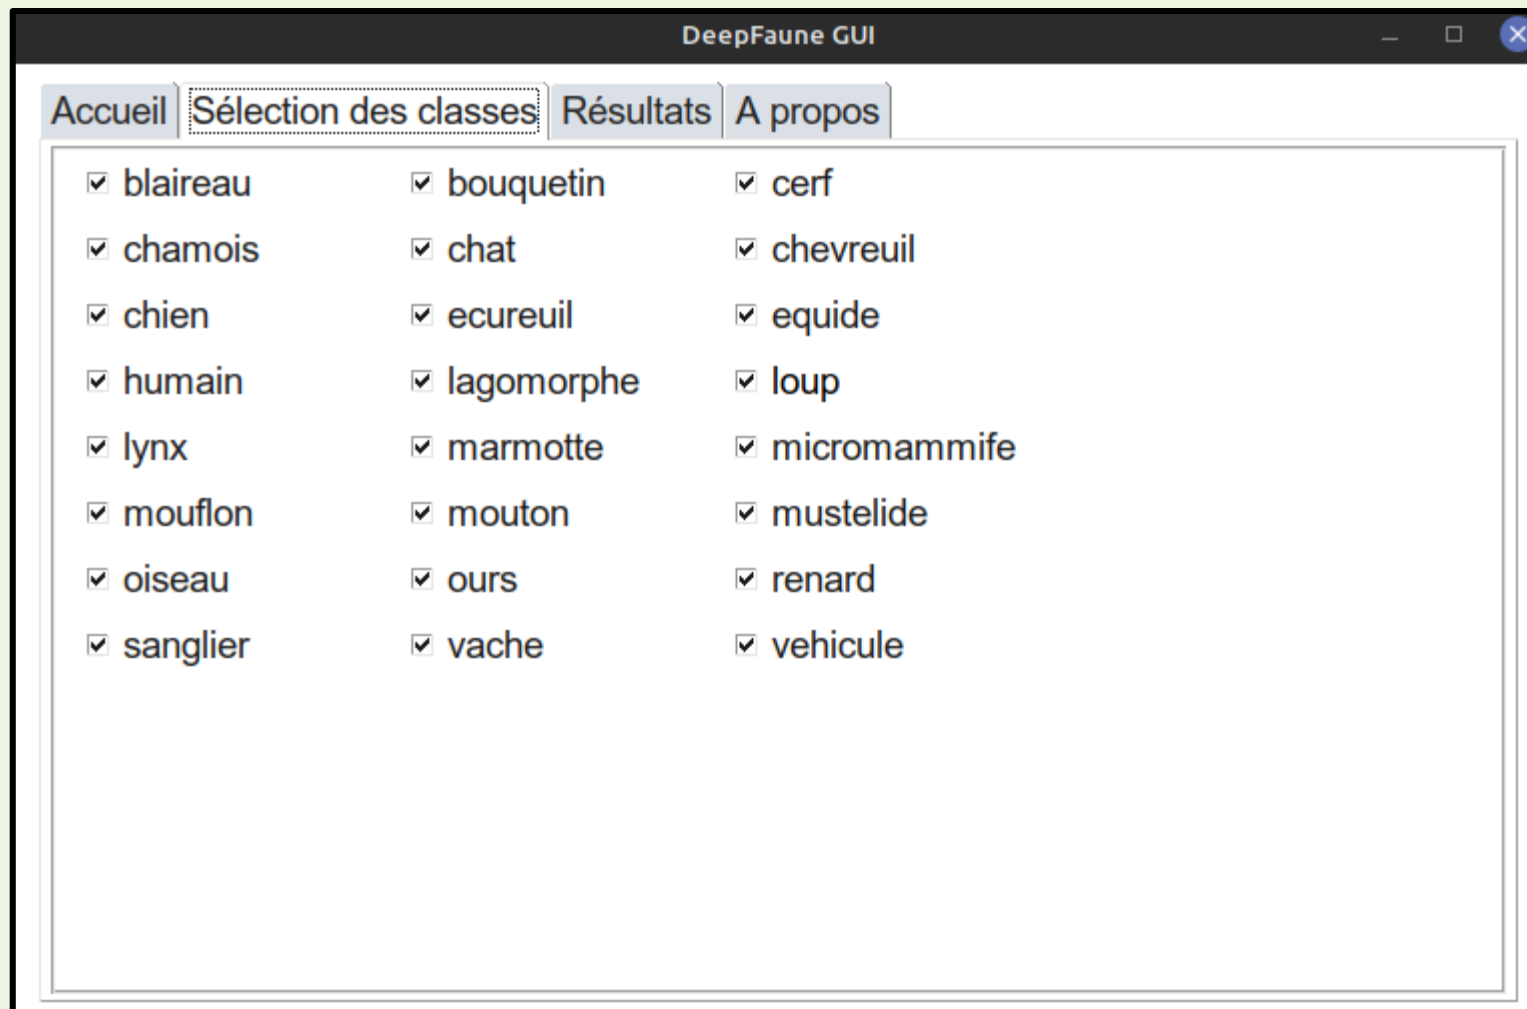 DeepFaune GUI
Accueil Sélection des classes Résultats A propos
blaireau bouquetin cerf
chamois chat chevreuil
chien ecureuil equide
humain lagomorphe loup
lynx marmotte micromammife
mouflon mouton mustelide
oiseau ours renard
sanglier vache vehicule